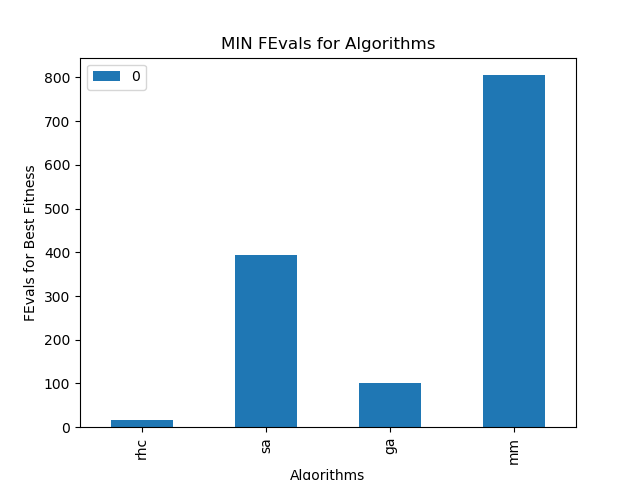 MIN FEvals for Algorithms
0
FEvals for Best Fitness
800
700
600
500
400
300
200
100
0
rhc
sa
ga
mm
Algorithms